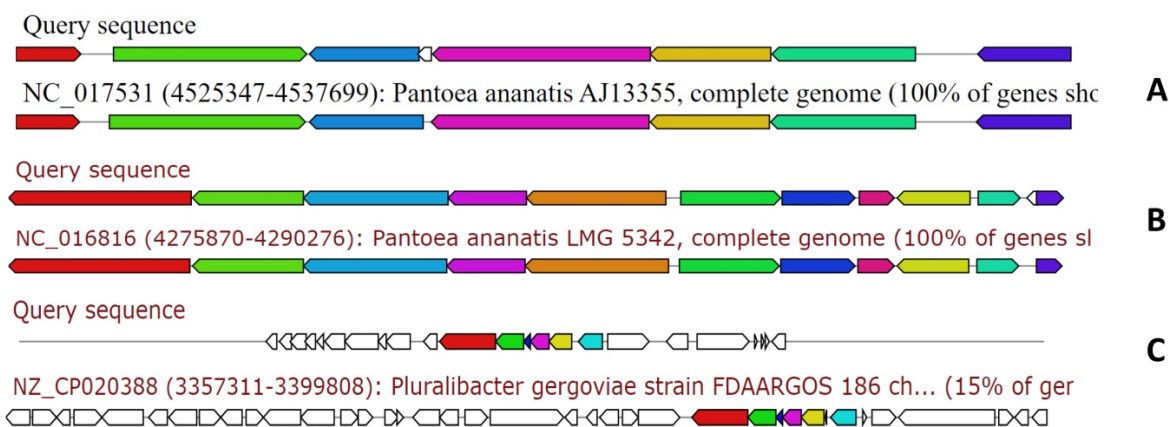 Query sequence
A
NC_017531 (4525347-4537699): Pantoea ananatis AJ13355, complete genome (100% of genes sho
Query sequence
B
NC_016816 (4275870-4290276): Pantoea ananatis LMG 5342, complete genome (100% of genes sl
Query sequence
C
NZ_CP020388 (3357311-3399808): Pluralibacter gergoviae strain FDAARGOS 186 ch... (15% of ger